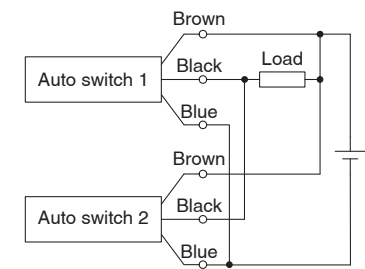 Brown
Load
Black
Auto switch 1
Blue
Brown
Black
Auto switch 2
Blue